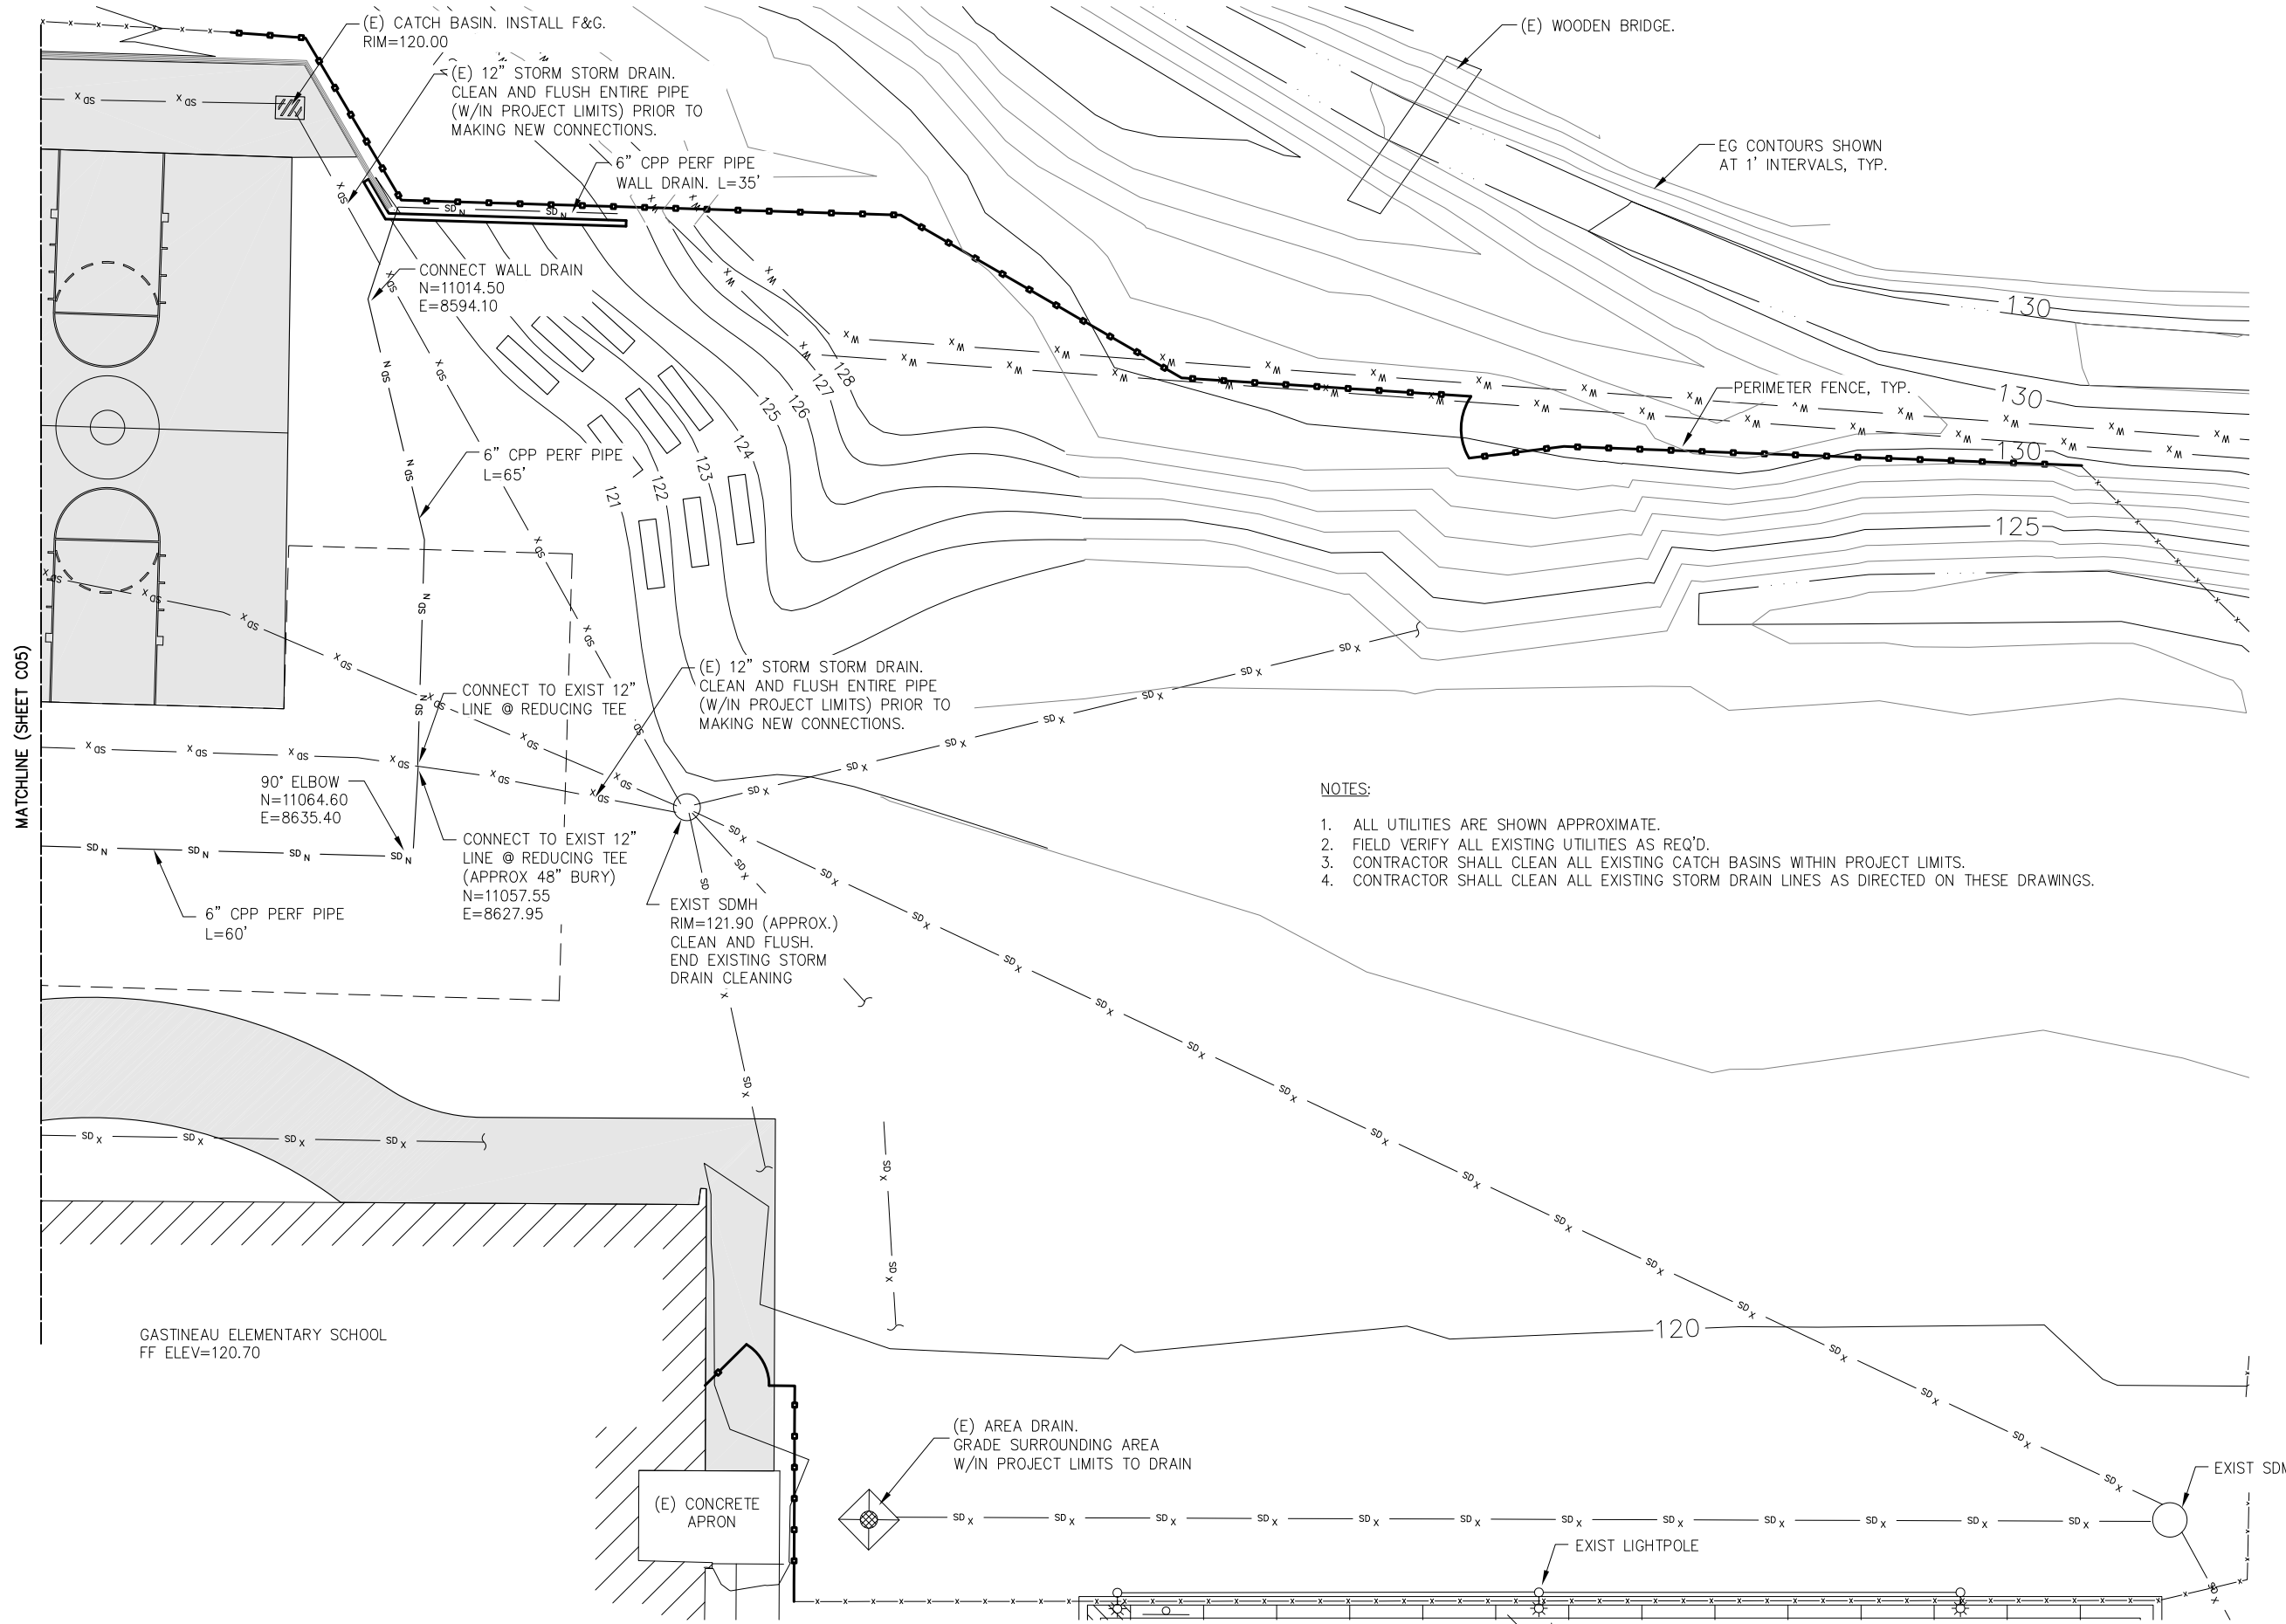 (E) CATCH BASIN. INSTALL F&G.
RIM=120.00
(E) 12" STORM STORM DRAIN.
CLEAN AND FLUSH ENTIRE PIPE
(W/IN PROJECT LIMITS) PRIOR TO
MAKING NEW CONNECTIONS.
6" CPP PERF PIPE
WALL DRAIN. L=35'
(E) WOODEN BRIDGE.
EG CONTOURS SHOWN
AT 1' INTERVALS, TYP.
CONNECT WALL DRAIN
N=11014.50
E=8594.10
130
130
PERIMETER FENCE, TYP.
130
125
128
127
126
125
124
123
122
121
6" CPP PERF PIPE
L=65'
MATCHLINE (SHEET C05)
CONNECT TO EXIST 12"
LINE @ REDUCING TEE
(E) 12" STORM STORM DRAIN.
CLEAN AND FLUSH ENTIRE PIPE
(W/IN PROJECT LIMITS) PRIOR TO
MAKING NEW CONNECTIONS.
90° ELBOW
N=11064.60
E=8635.40
CONNECT TO EXIST 12"
LINE @ REDUCING TEE
(APPROX 48" BURY)
N=11057.55
E=8627.95
6" CPP PERF PIPE
L=60'
EXIST SDMH
RIM=121.90 (APPROX.)
CLEAN AND FLUSH.
END EXISTING STORM
DRAIN CLEANING
NOTES:
1. ALL UTILITIES ARE SHOWN APPROXIMATE.
2. FIELD VERIFY ALL EXISTING UTILITIES AS REQ'D.
3. CONTRACTOR SHALL CLEAN ALL EXISTING CATCH BASINS WITHIN PROJECT LIMITS.
4. CONTRACTOR SHALL CLEAN ALL EXISTING STORM DRAIN LINES AS DIRECTED ON THESE DRAWINGS.
GASTINEAU ELEMENTARY SCHOOL
FF ELEV=120.70
120
(E) AREA DRAIN.
GRADE SURROUNDING AREA
W/IN PROJECT LIMITS TO DRAIN
(E) CONCRETE
APRON
EXIST
EXIST LIGHTPOLE